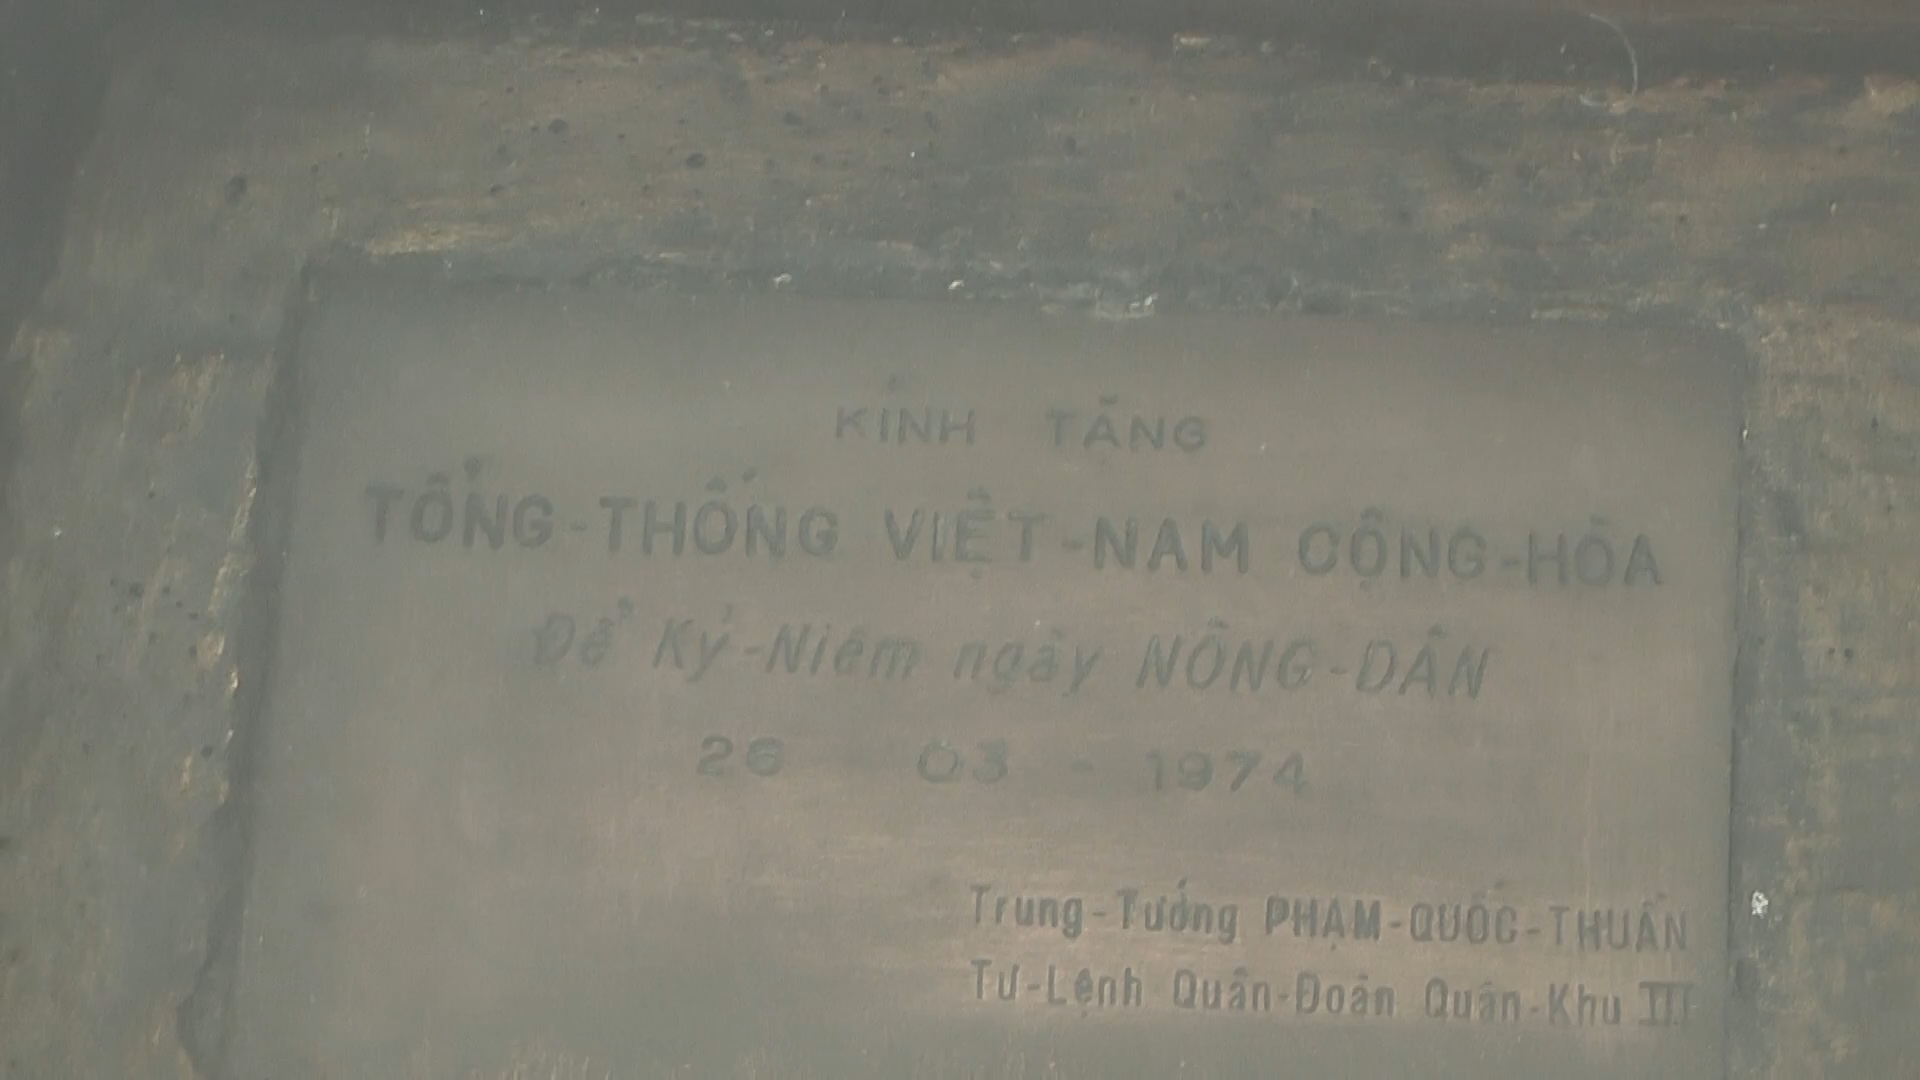 KÍNH TẶNG
TỔNG-THỐNG VIỆT-NAM CỘNG-HÒA
Để Kỷ-Niêm ngày NÔNG-DÂN
26 - 03 - 1974
Trung-Tướng PHẠM-QUỐC-THUẦN
Tư-Lệnh Quân-Đoàn Quân-Khu III